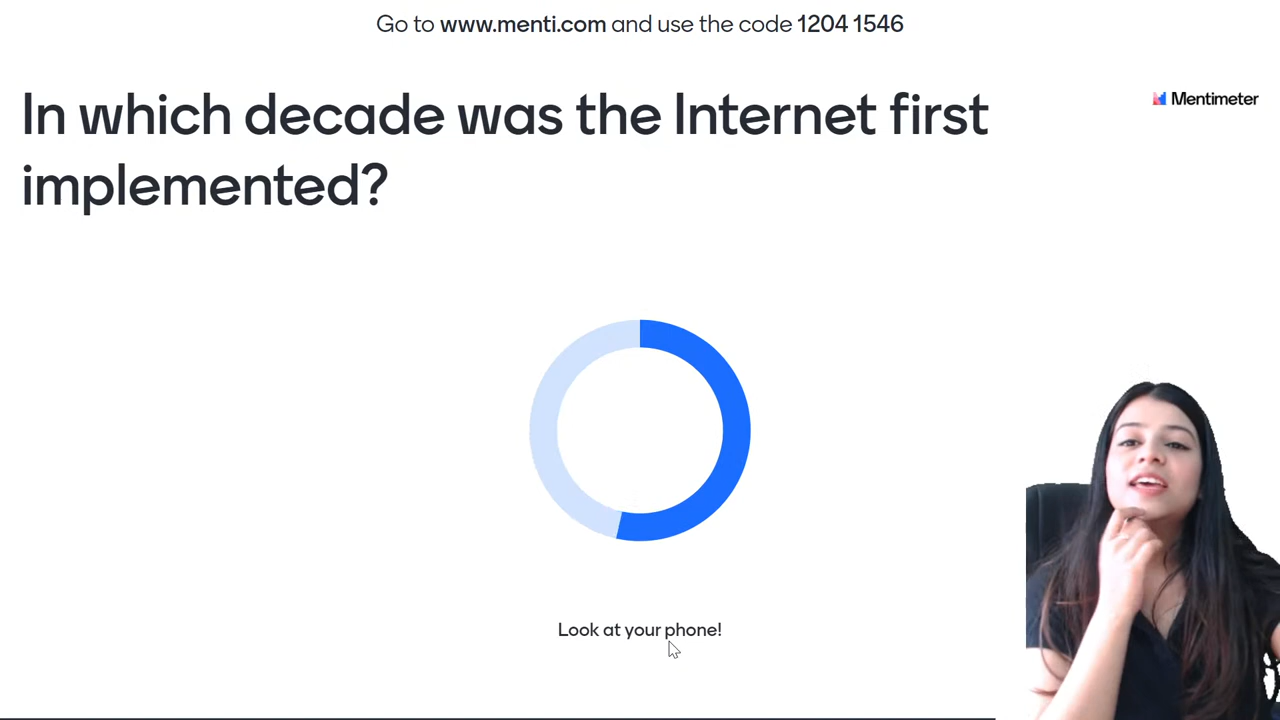 Go to www.menti.com and use the code 1204 1546
In which decade was the Internet first
implemented?
Mentimeter
Look at your phone!